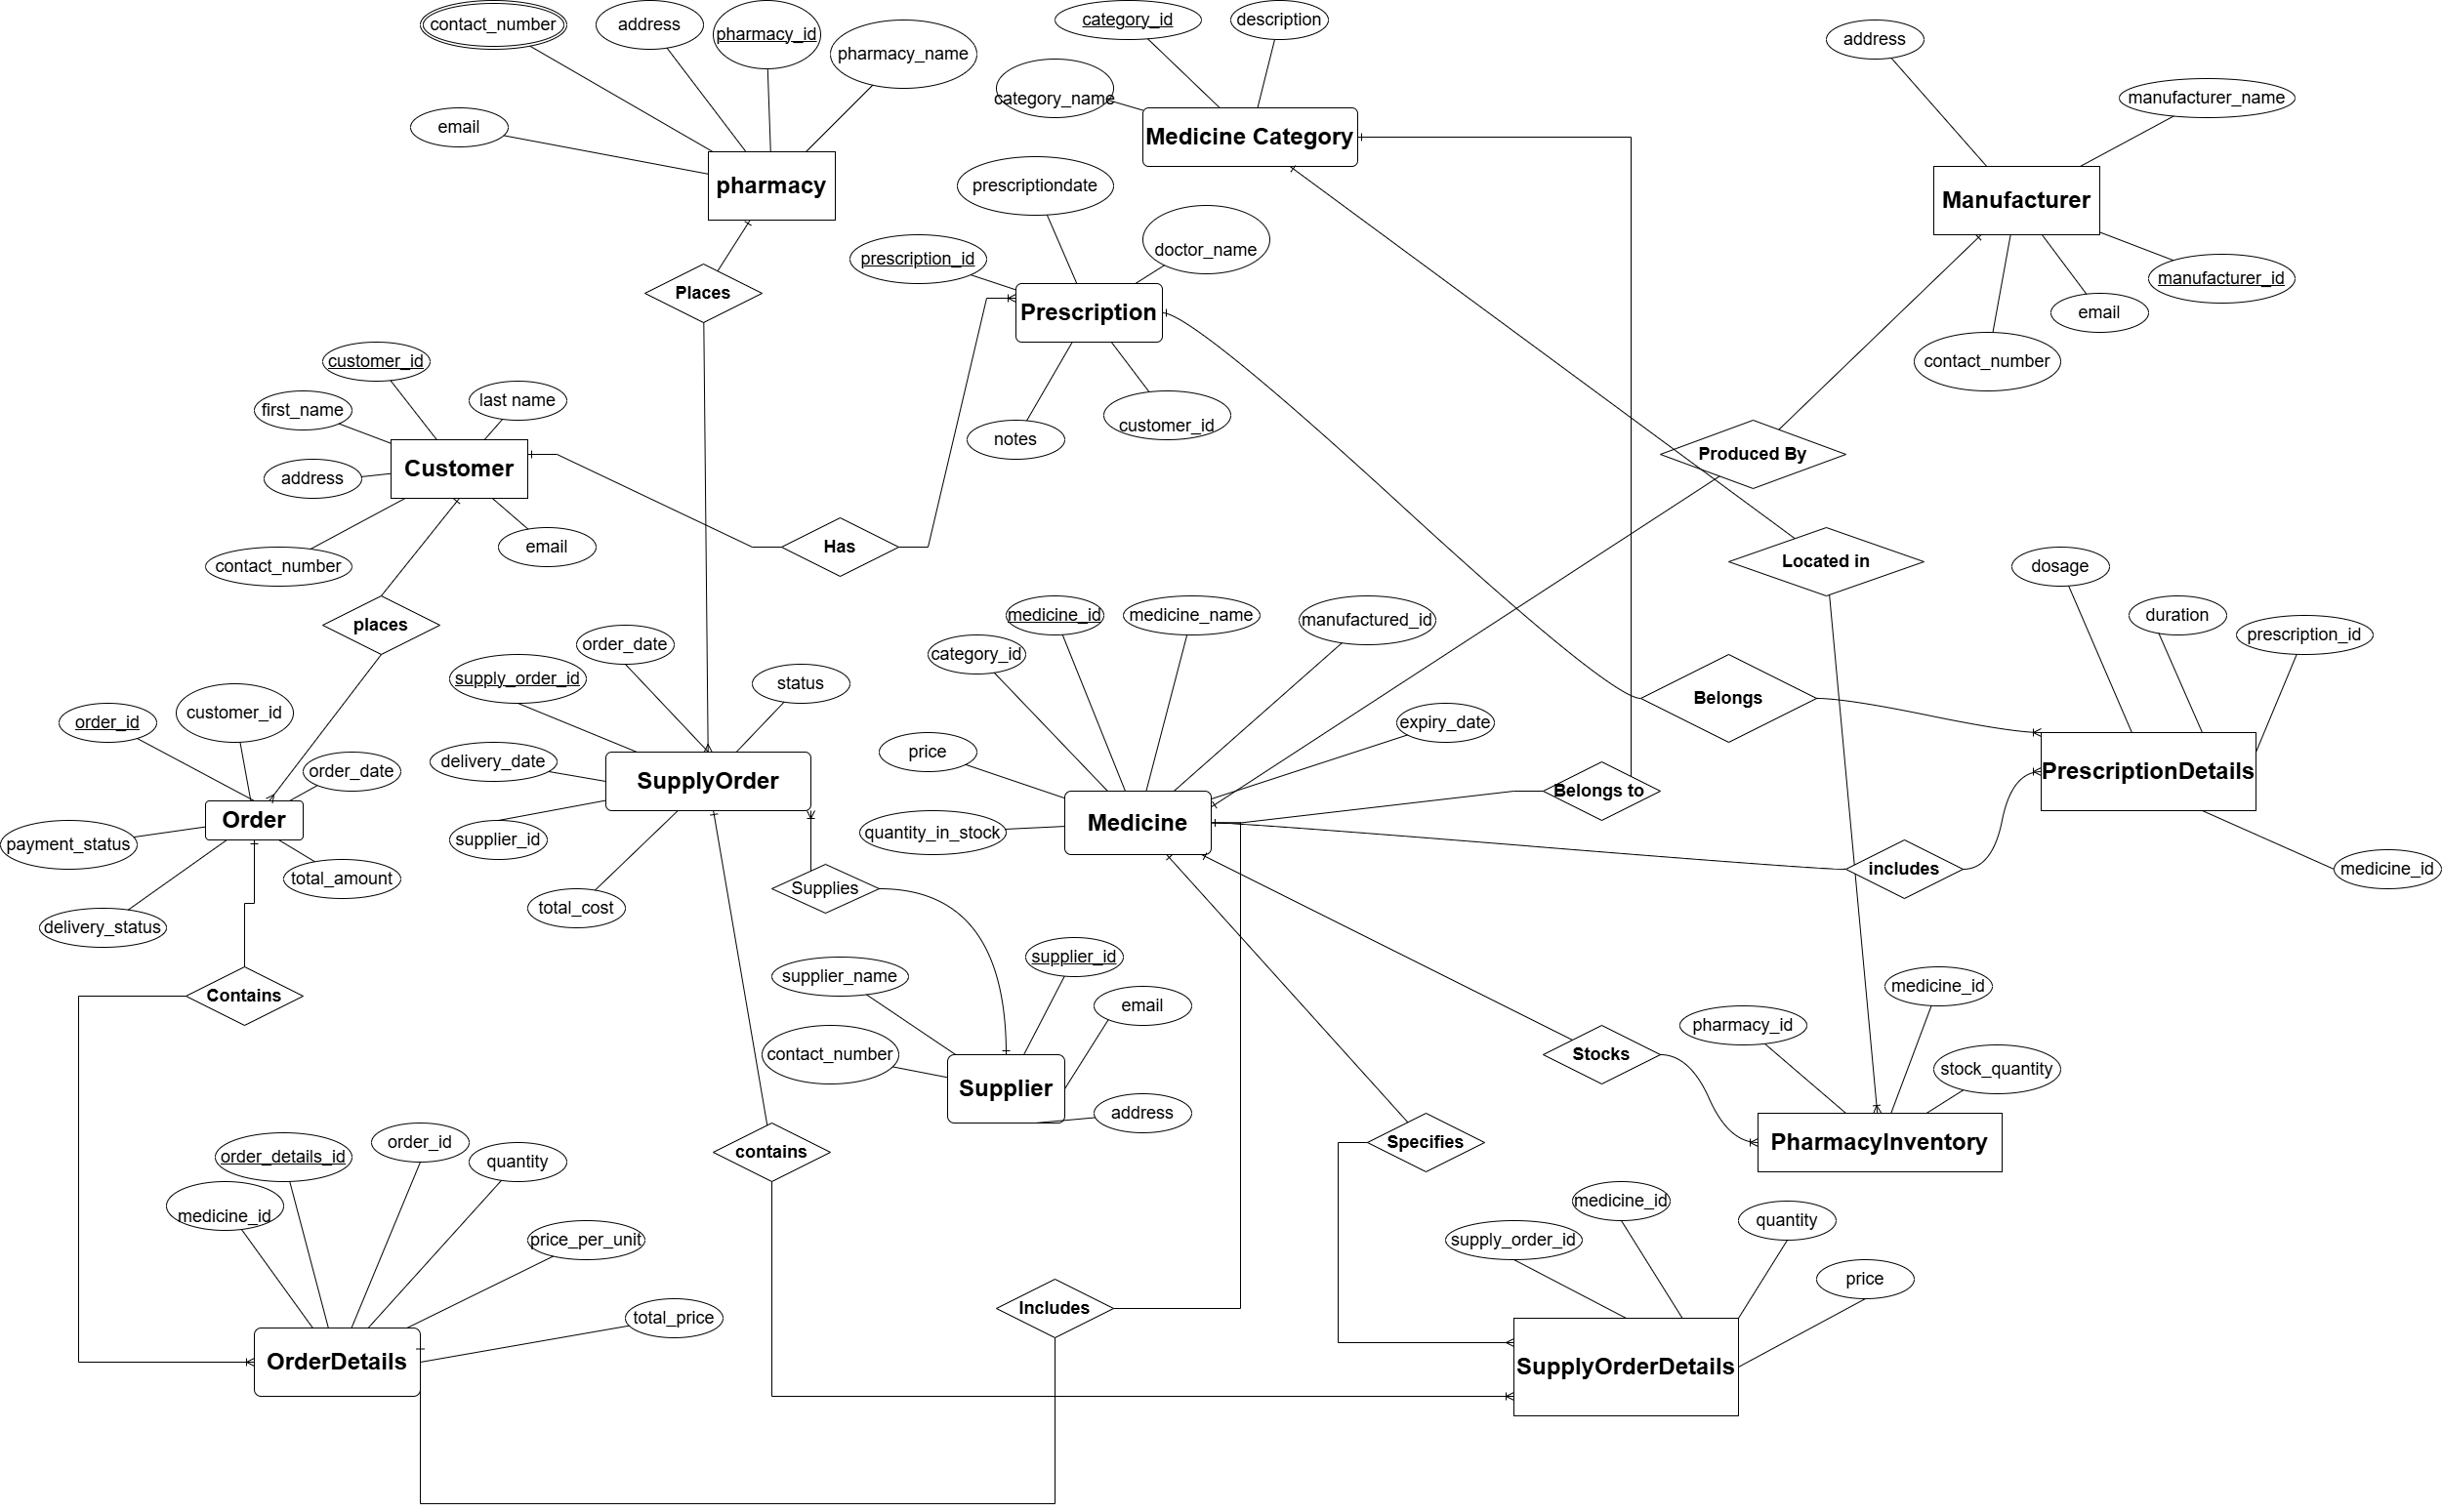 contact_number
address
pharmacy_id
pharmacy_name
email
pharmacy
category_id
description
category_name
Medicine Category
address
manufacturer_name
Manufacturer
manufacturer_id
email
contact_number
prescriptiondate
doctor_name
prescription_id
Prescription
notes
customer_id
Places
customer_id
first_name
last name
address
Customer
contact_number
email
Has
places
Produced By
Located in
dosage
duration
prescription_id
PrescriptionDetails
medicine_id
Belongs
Belongs to
includes
order_id
customer_id
order_date
Order
payment_status
total_amount
delivery_status
Contains
order_date
supply_order_id
status
delivery_date
SupplyOrder
supplier_id
total_cost
Supplies
medicine_id
medicine_name
manufactured_id
category_id
expiry_date
price
quantity_in_stock
Medicine
supplier_name
supplier_id
email
contact_number
Supplier
address
contains
Stocks
Specifies
medicine_id
pharmacy_id
stock_quantity
PharmacyInventory
order_details_id
order_id
quantity
medicine_id
price_per_unit
total_price
OrderDetails
Includes
medicine_id
supply_order_id
quantity
price
SupplyOrderDetails